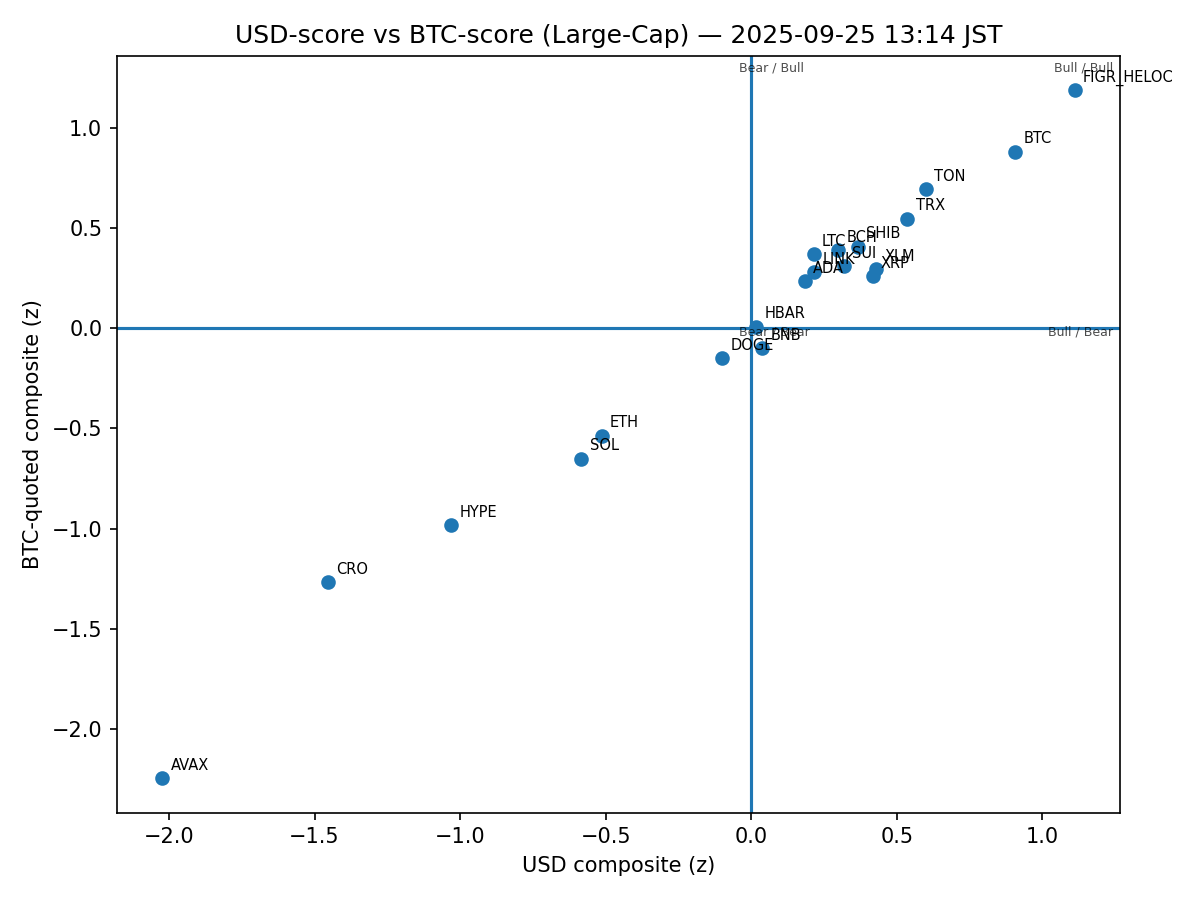 USD-score vs BTC-score (Large-Cap) — 2025-09-25 13:14 JST
Bear / Bull
Bull / Bull
FIGR_HELOC
BTC
TON
TRX
SHIB
BCH
LTC
SUI
XLM
LINK
XRP
ADA
HBAR
Bear / Bear
Bull / Bear
BNB
DOGE
ETH
SOL
HYPE
CRO
AVAX
1.0
0.5
0.0
−0.5
−1.0
−1.5
−2.0
BTC-quoted composite (z)
−2.0 −1.5 −1.0 −0.5 0.0 0.5 1.0
USD composite (z)